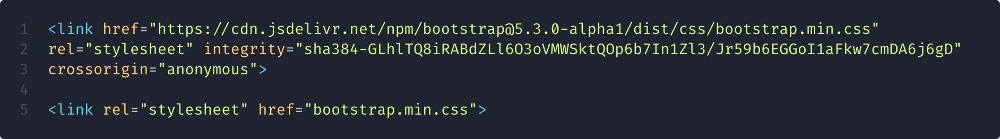 1 <link href="https://cdn.jsdelivr.net/npm/bootstrap@5.3.0-alpha1/dist/css/bootstrap.min.css"
2 rel="stylesheet" integrity="sha384-GLhlTQ8iRABdZLl6O3oVMWSktQOp6b7In1Zl3/Jr59b6EGGoI1aFkw7cmDA6j6gD"
3 crossorigin="anonymous">
4
5 <link rel="stylesheet" href="bootstrap.min.css">